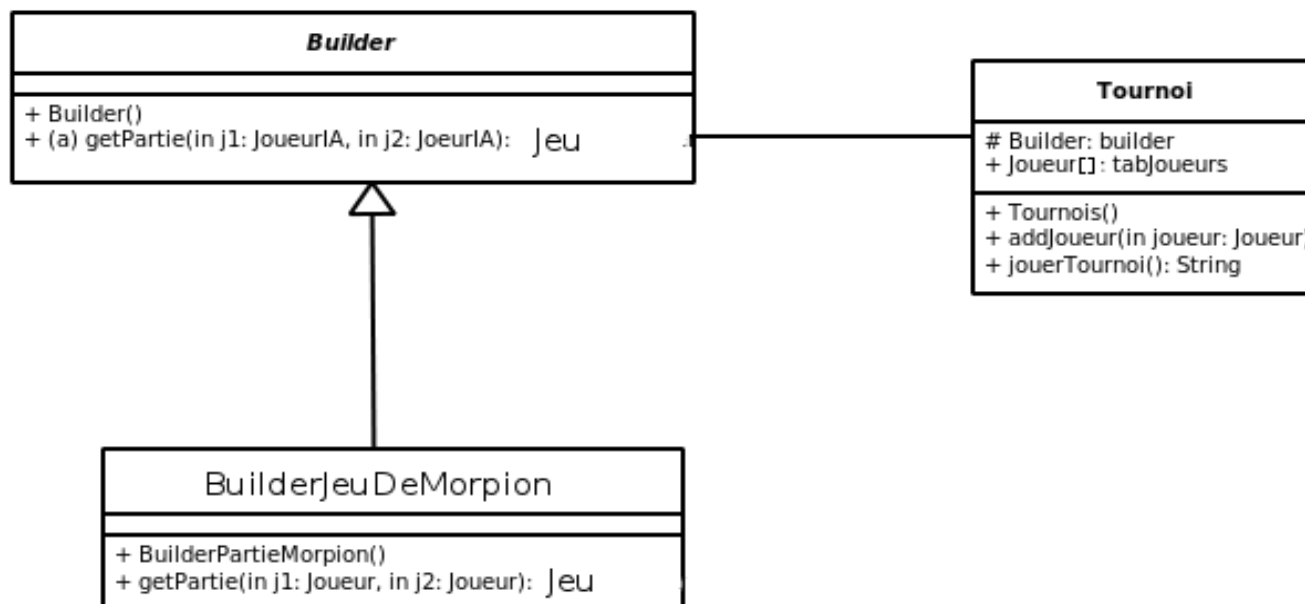 Builder
+ Builder()
+ (a) getPartie(in j1: JoueurIA, in j2: JoeurIA): Jeu
Tournoi
# Builder: builder
+ Joueur[]: tabJoueurs
+ Tournois()
+ addJoueur(in joueur: Joueur)
+ jouerTournoi(): String
BuilderJeuDeMorpion
+ BuilderPartieMorpion()
+ getPartie(in j1: Joueur, in j2: Joueur): Jeu